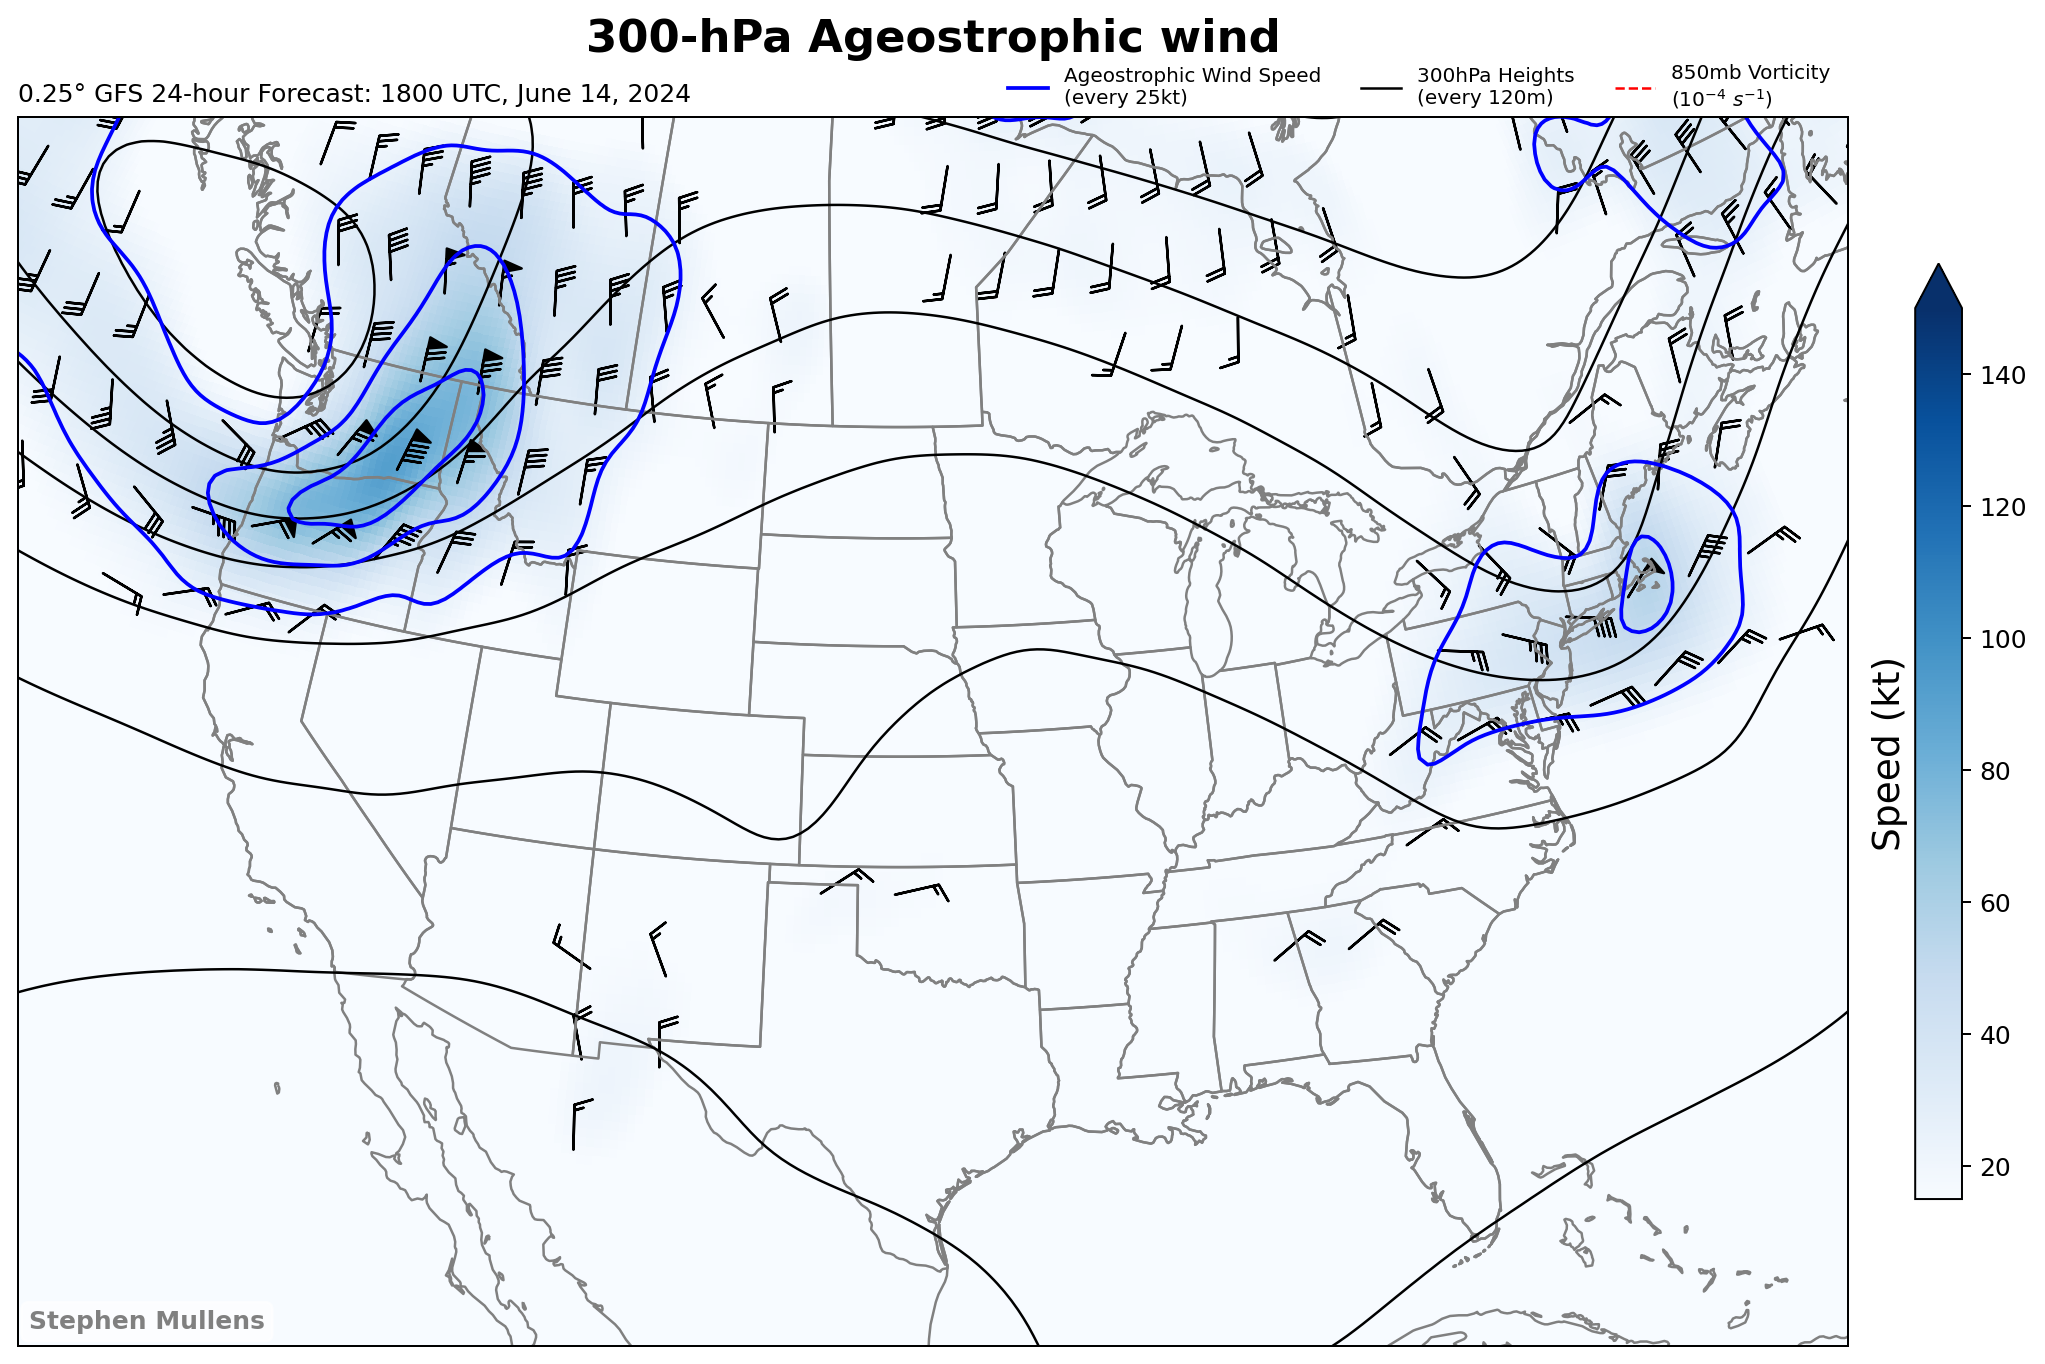 300-hPa Ageostrophic wind
0.25° GFS 24-hour Forecast: 1800 UTC, June 14, 2024
Ageostrophic Wind Speed
(every 25kt)
300hPa Heights
(every 120m)
850mb Vorticity
(10⁻⁴ s⁻¹)
140
120
100
80
60
40
20
Speed (kt)
Stephen Mullens